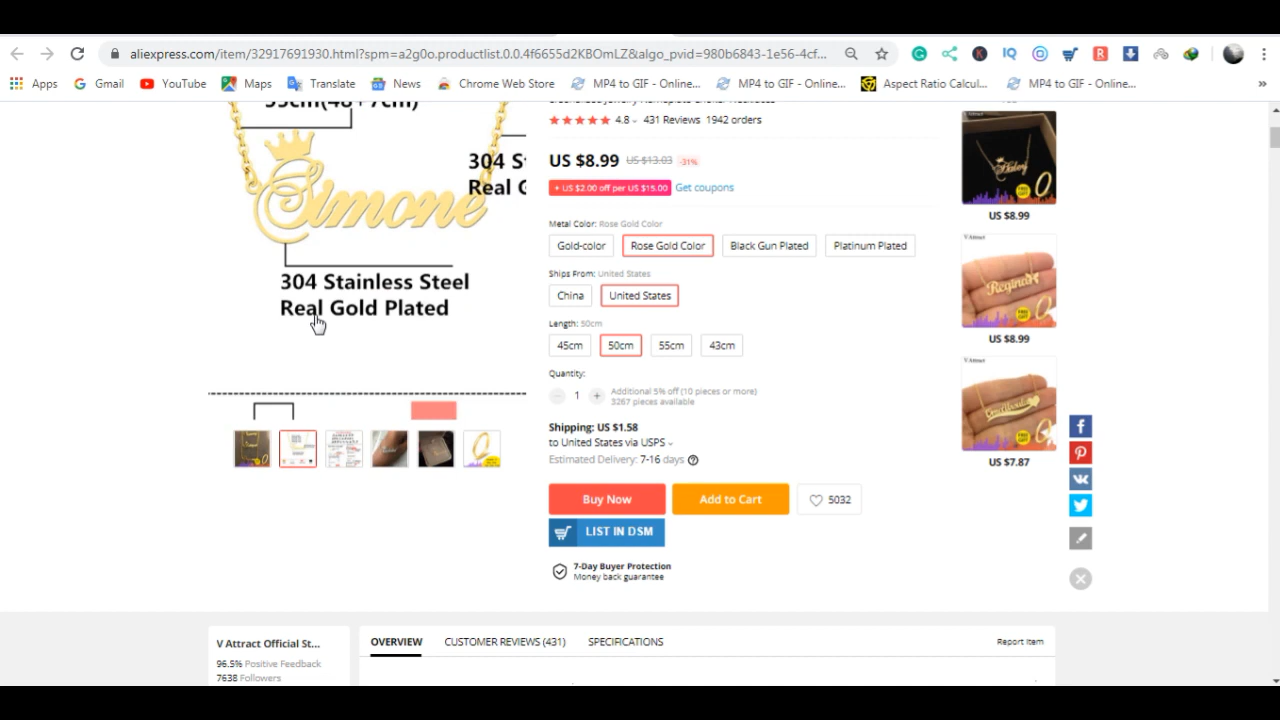 aliexpress.com/item/32917691930.html?spm=a2g0o.productlist.0.0.4f6655d2KBOmLZ&algo_pvid=980b6843-1e56-4cf...
Apps
Gmail
YouTube
Maps
Translate
News
Chrome Web Store
MP4 to GIF - Online...
MP4 to GIF - Online...
Aspect Ratio Calcul...
MP4 to GIF - Online...
»
55cm(48+7cm)
304 S
Real G
Simone
304 Stainless Steel
Real Gold Plated
4.8 431 Reviews 1942 orders
US $8.99 US $13.03 -31%
+ US $2.00 off per US $15.00 Get coupons
Metal Color: Rose Gold Color
Gold-color Rose Gold Color Black Gun Plated Platinum Plated
Ships From: United States
China United States
Length: 50cm
45cm 50cm 55cm 43cm
Quantity:
− 1 + Additional 5% off (10 pieces or more)
3267 pieces available
Shipping: US $1.58
to United States via USPS
Estimated Delivery: 7-16 days
Buy Now Add to Cart 5032
LIST IN DSM
7-Day Buyer Protection
Money back guarantee
US $8.99
V Attract
Regina
US $8.99
V Attract
US $7.87
V Attract Official St...
96.5% Positive Feedback
7638 Followers
OVERVIEW CUSTOMER REVIEWS (431) SPECIFICATIONS Report Item